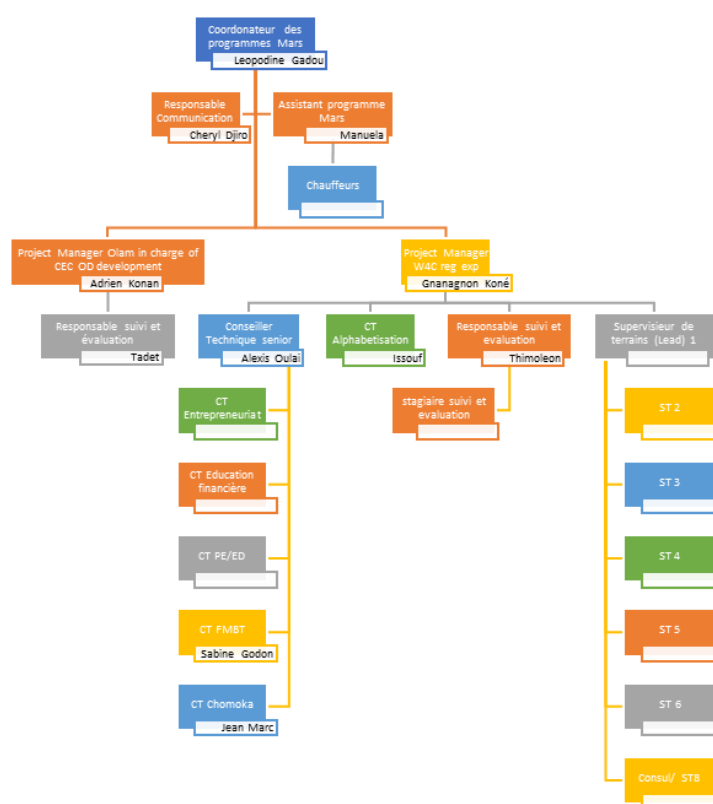 Coordonateur des
programmes Mars
Leopodine Gadou
Responsable
Communication
Cheryl Djiro
Assistant programme
Mars
Manuela
Chauffeurs
Project Manager Olam in charge of
CEC OD development
Adrien Konan
Project Manager
W4C reg exp
Gnanagnon Koné
Responsable suivi et
évaluation
Tadet
Conseiller
Technique senior
Alexis Oulai
CT
Alphabetisation
Issouf
Responsable suivi et
evaluation
Thimoleon
Supervisieur de
terrains (Lead) 1
CT
Entrepreneuriat
stagiaire suivi et
evaluation
ST 2
CT Education
financière
ST 3
CT PE/ED
ST 4
CT FMBT
Sabine Godon
ST 5
CT Chomoka
Jean Marc
ST 6
Consul/ STB